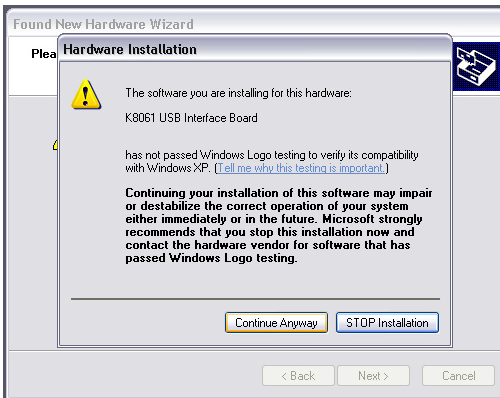 Found New Hardware Wizard
Plea
Hardware Installation
The software you are installing for this hardware:
K8061 USB Interface Board
has not passed Windows Logo testing to verify its compatibility
with Windows XP. (Tell me why this testing is important.)
Continuing your installation of this software may impair
or destabilize the correct operation of your system
either immediately or in the future. Microsoft strongly
recommends that you stop this installation now and
contact the hardware vendor for software that has
passed Windows Logo testing.
Continue Anyway STOP Installation
< Back Next > Cancel